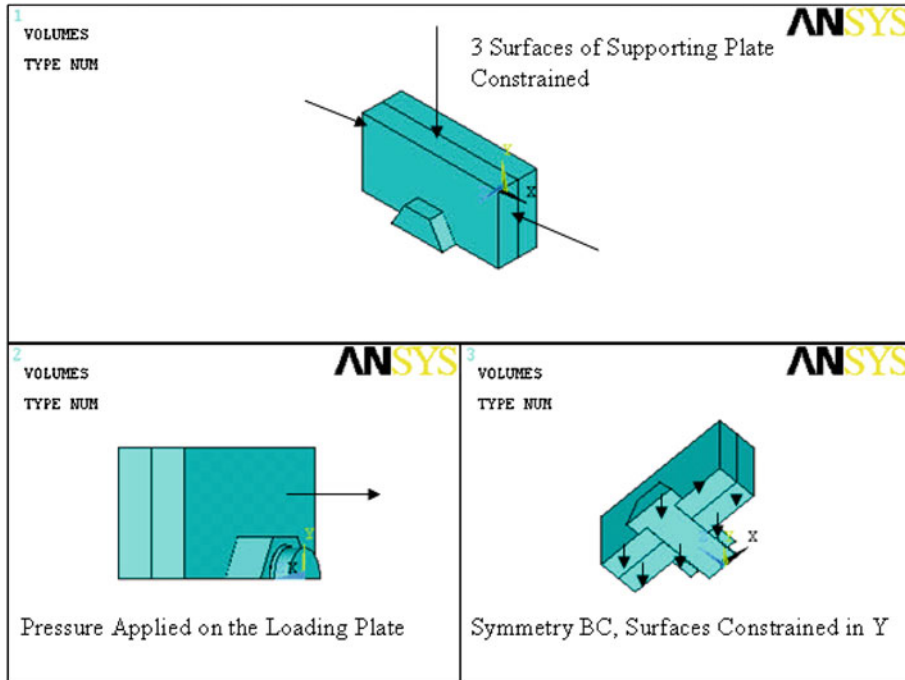 1
ANSYS
VOLUMES
TYPE NUM
3 Surfaces of Supporting Plate
Constrained
Y
Z
X
2
ANSYS
VOLUMES
TYPE NUM
Y
X
Pressure Applied on the Loading Plate
3
ANSYS
VOLUMES
TYPE NUM
Z
Y
X
Symmetry BC, Surfaces Constrained in Y